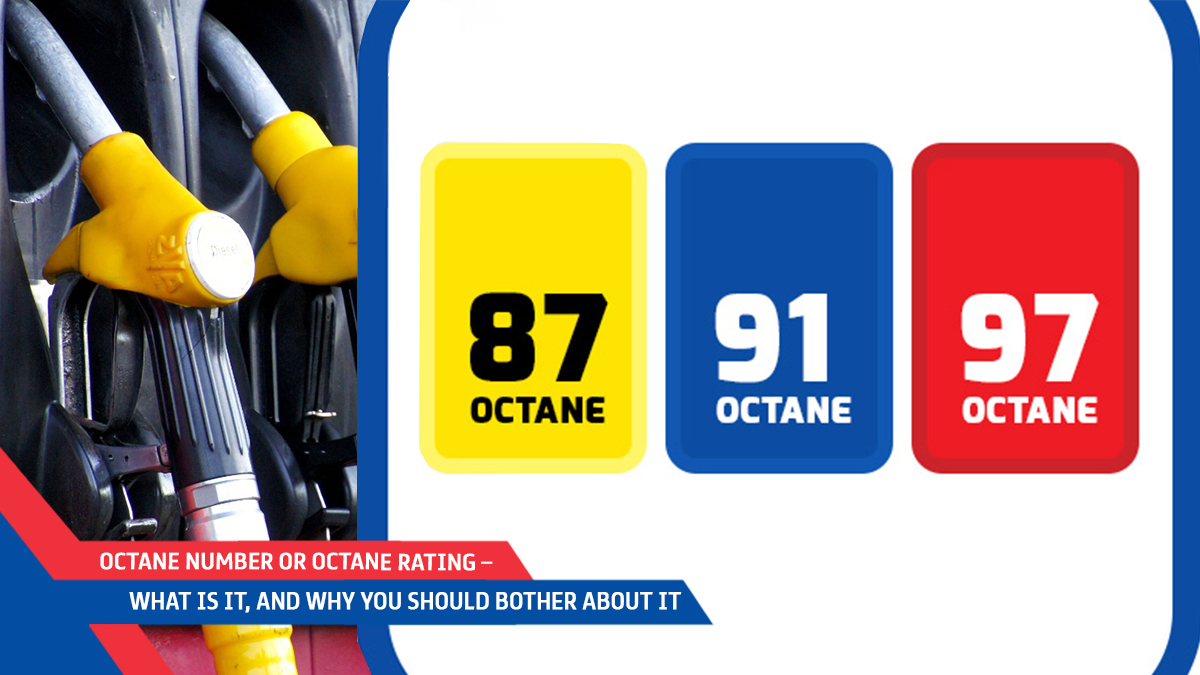 87
OCTANE
91
OCTANE
97
OCTANE
OCTANE NUMBER OR OCTANE RATING –
WHAT IS IT, AND WHY YOU SHOULD BOTHER ABOUT IT